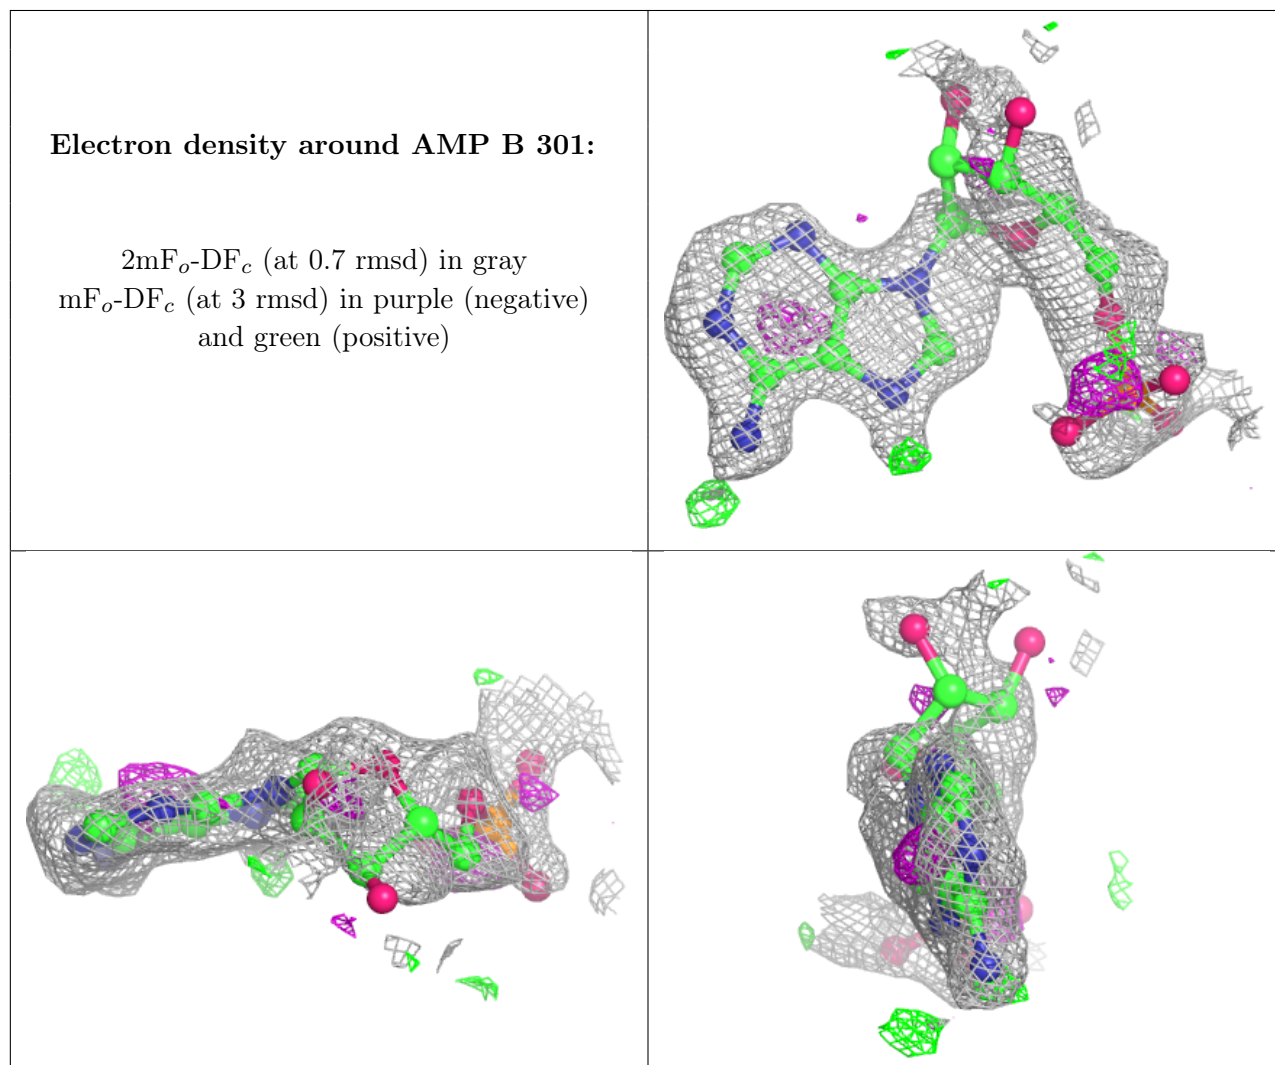 Electron density around AMP B 301:
2mFo-DFc (at 0.7 rmsd) in gray
mFo-DFc (at 3 rmsd) in purple (negative)
and green (positive)